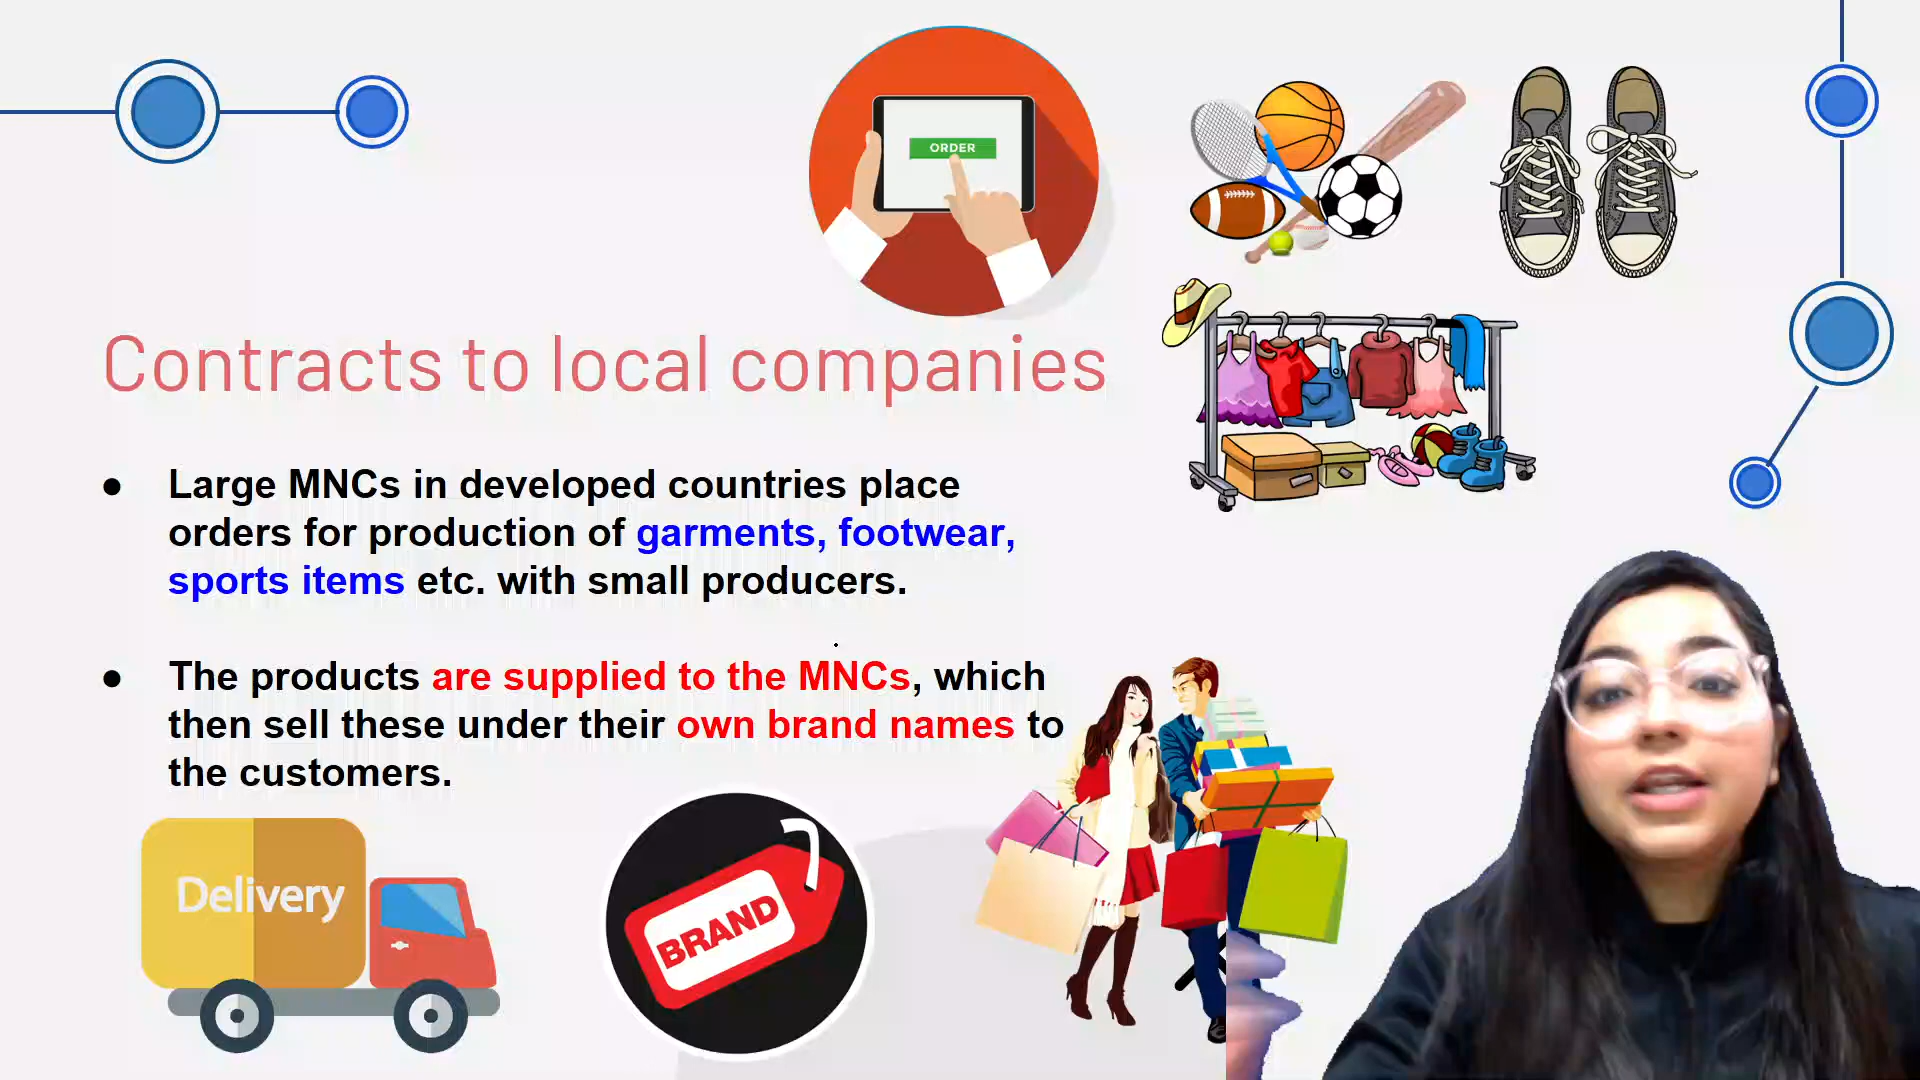 ORDER
Contracts to local companies
● Large MNCs in developed countries place
orders for production of garments, footwear,
sports items etc. with small producers.
● The products are supplied to the MNCs, which
then sell these under their own brand names to
the customers.
Delivery
BRAND